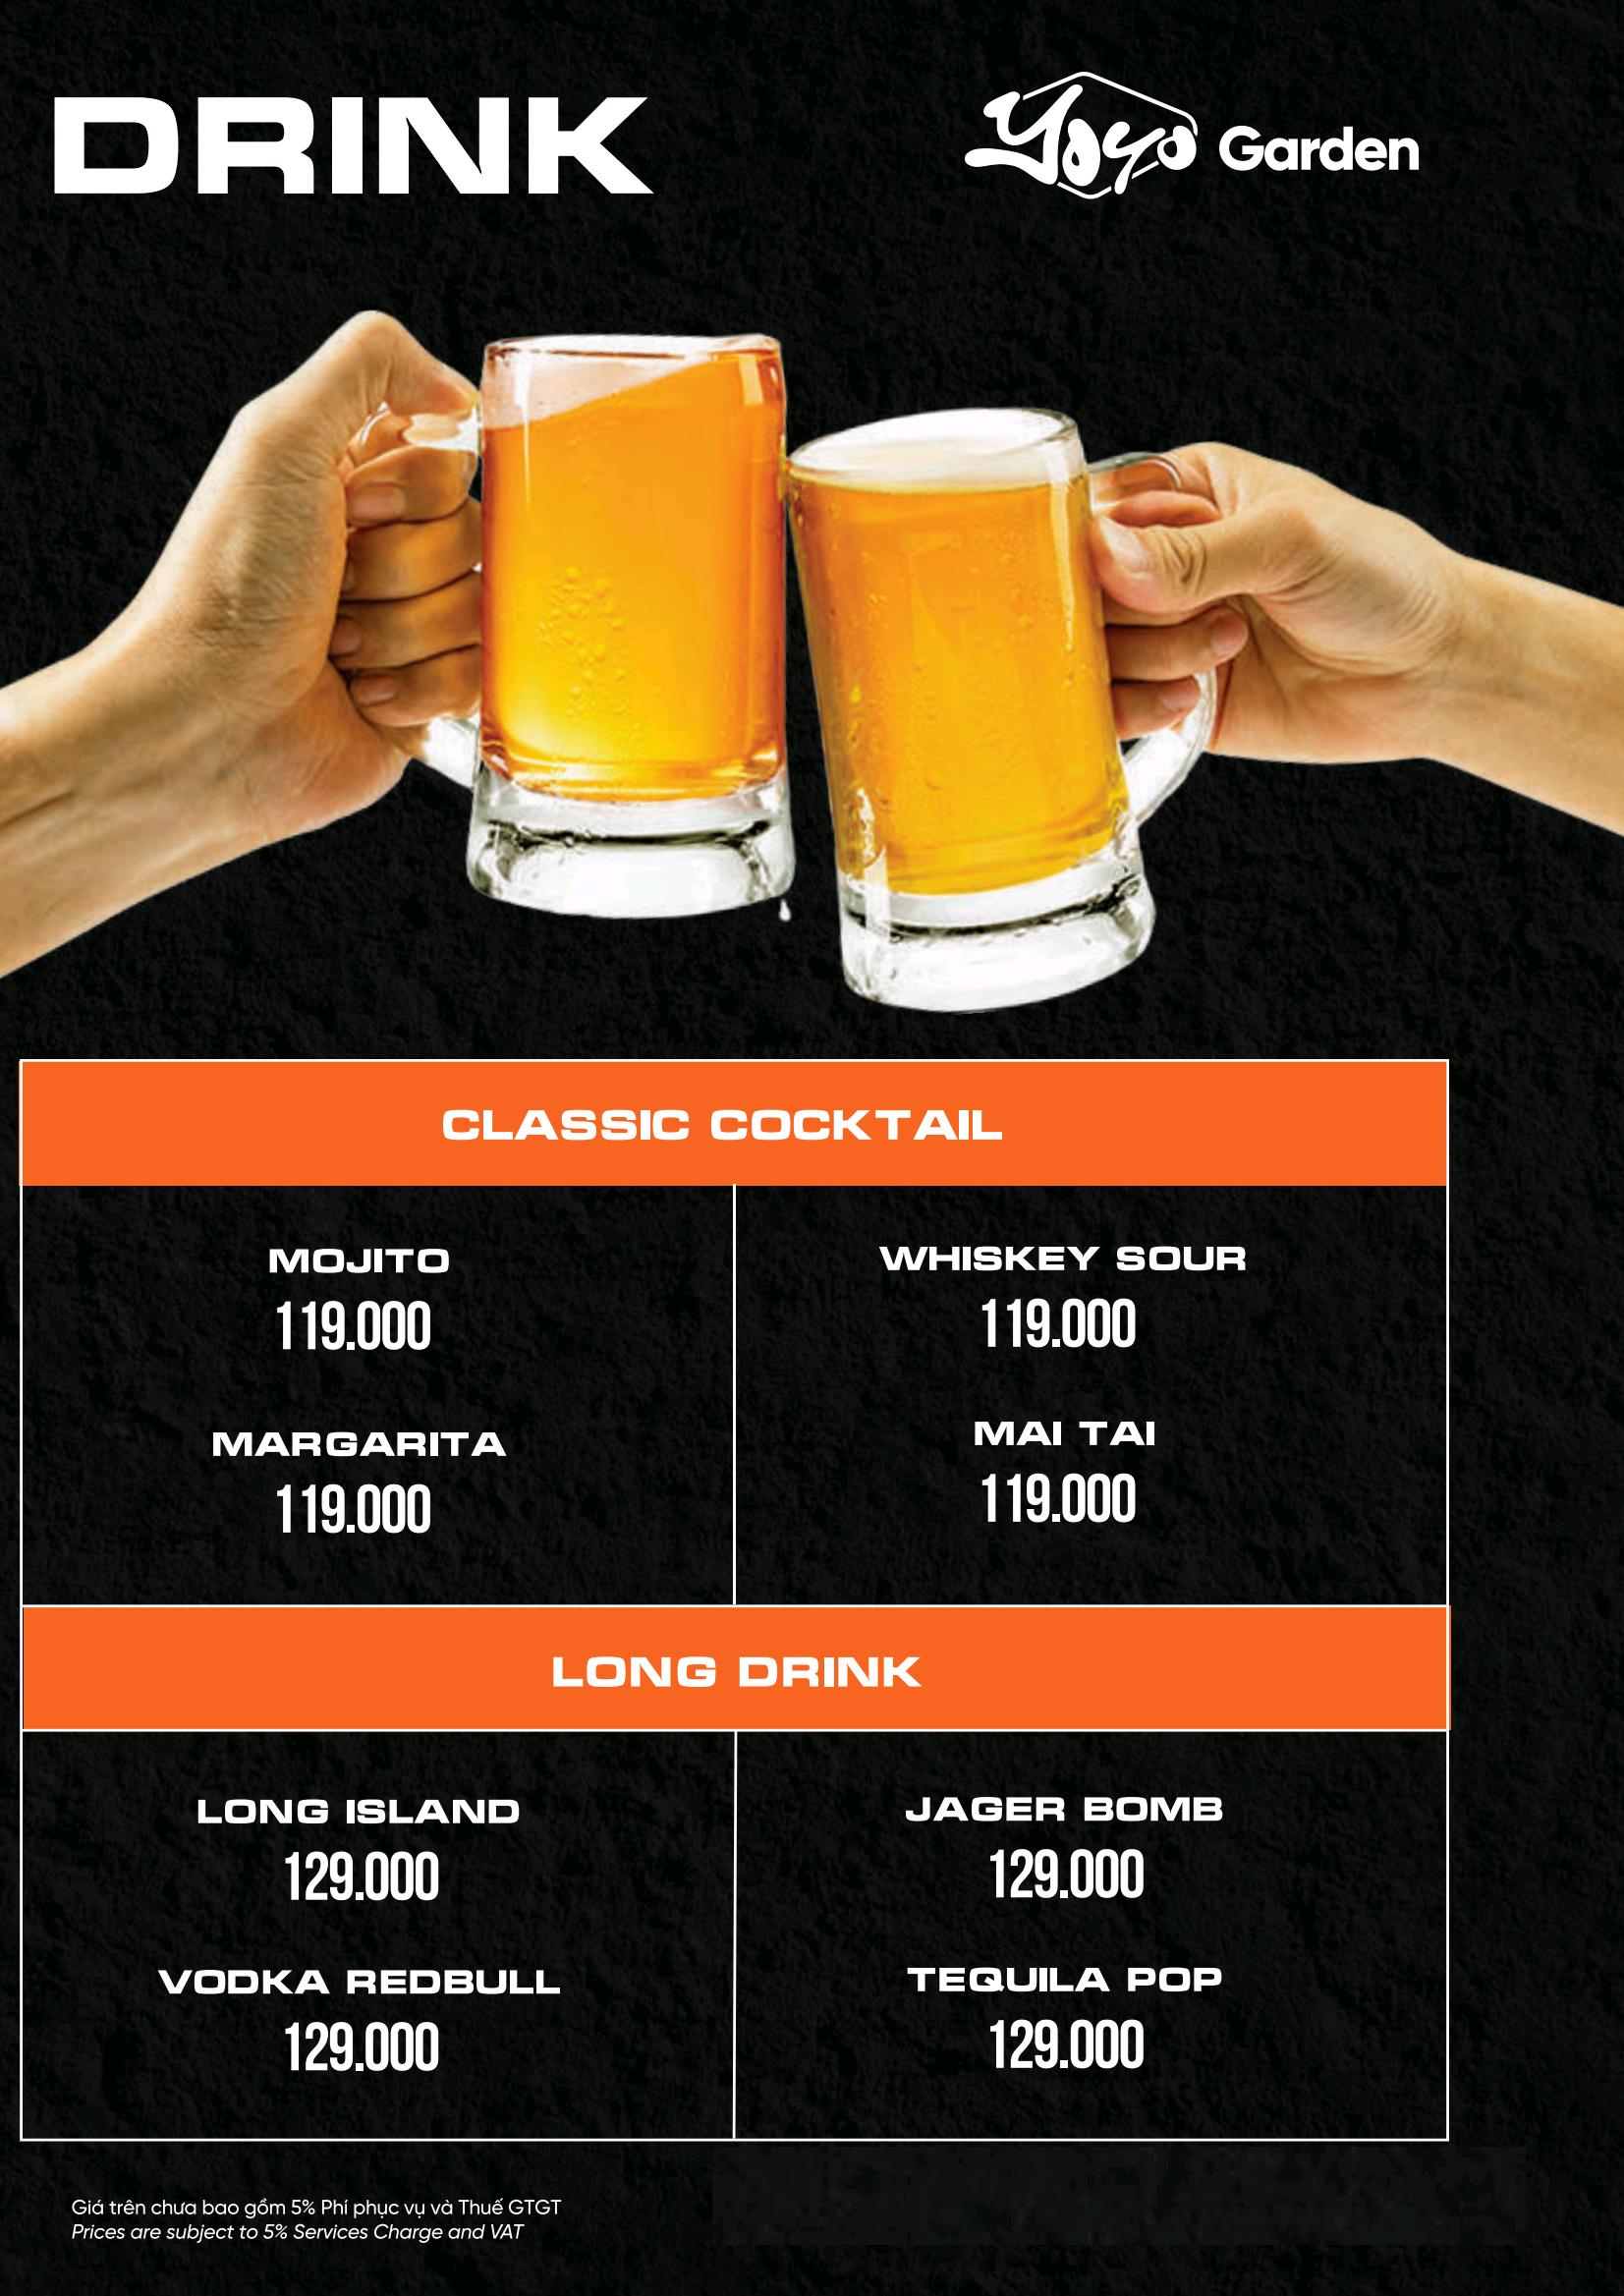 DRINK
Yoyo Garden
CLASSIC COCKTAIL
MOJITO
119.000
WHISKEY SOUR
119.000
MARGARITA
119.000
MAI TAI
119.000
LONG DRINK
LONG ISLAND
129.000
JAGER BOMB
129.000
VODKA REDBULL
129.000
TEQUILA POP
129.000
Giá trên chưa bao gồm 5% Phí phục vụ và Thuế GTGT
Prices are subject to 5% Services Charge and VAT